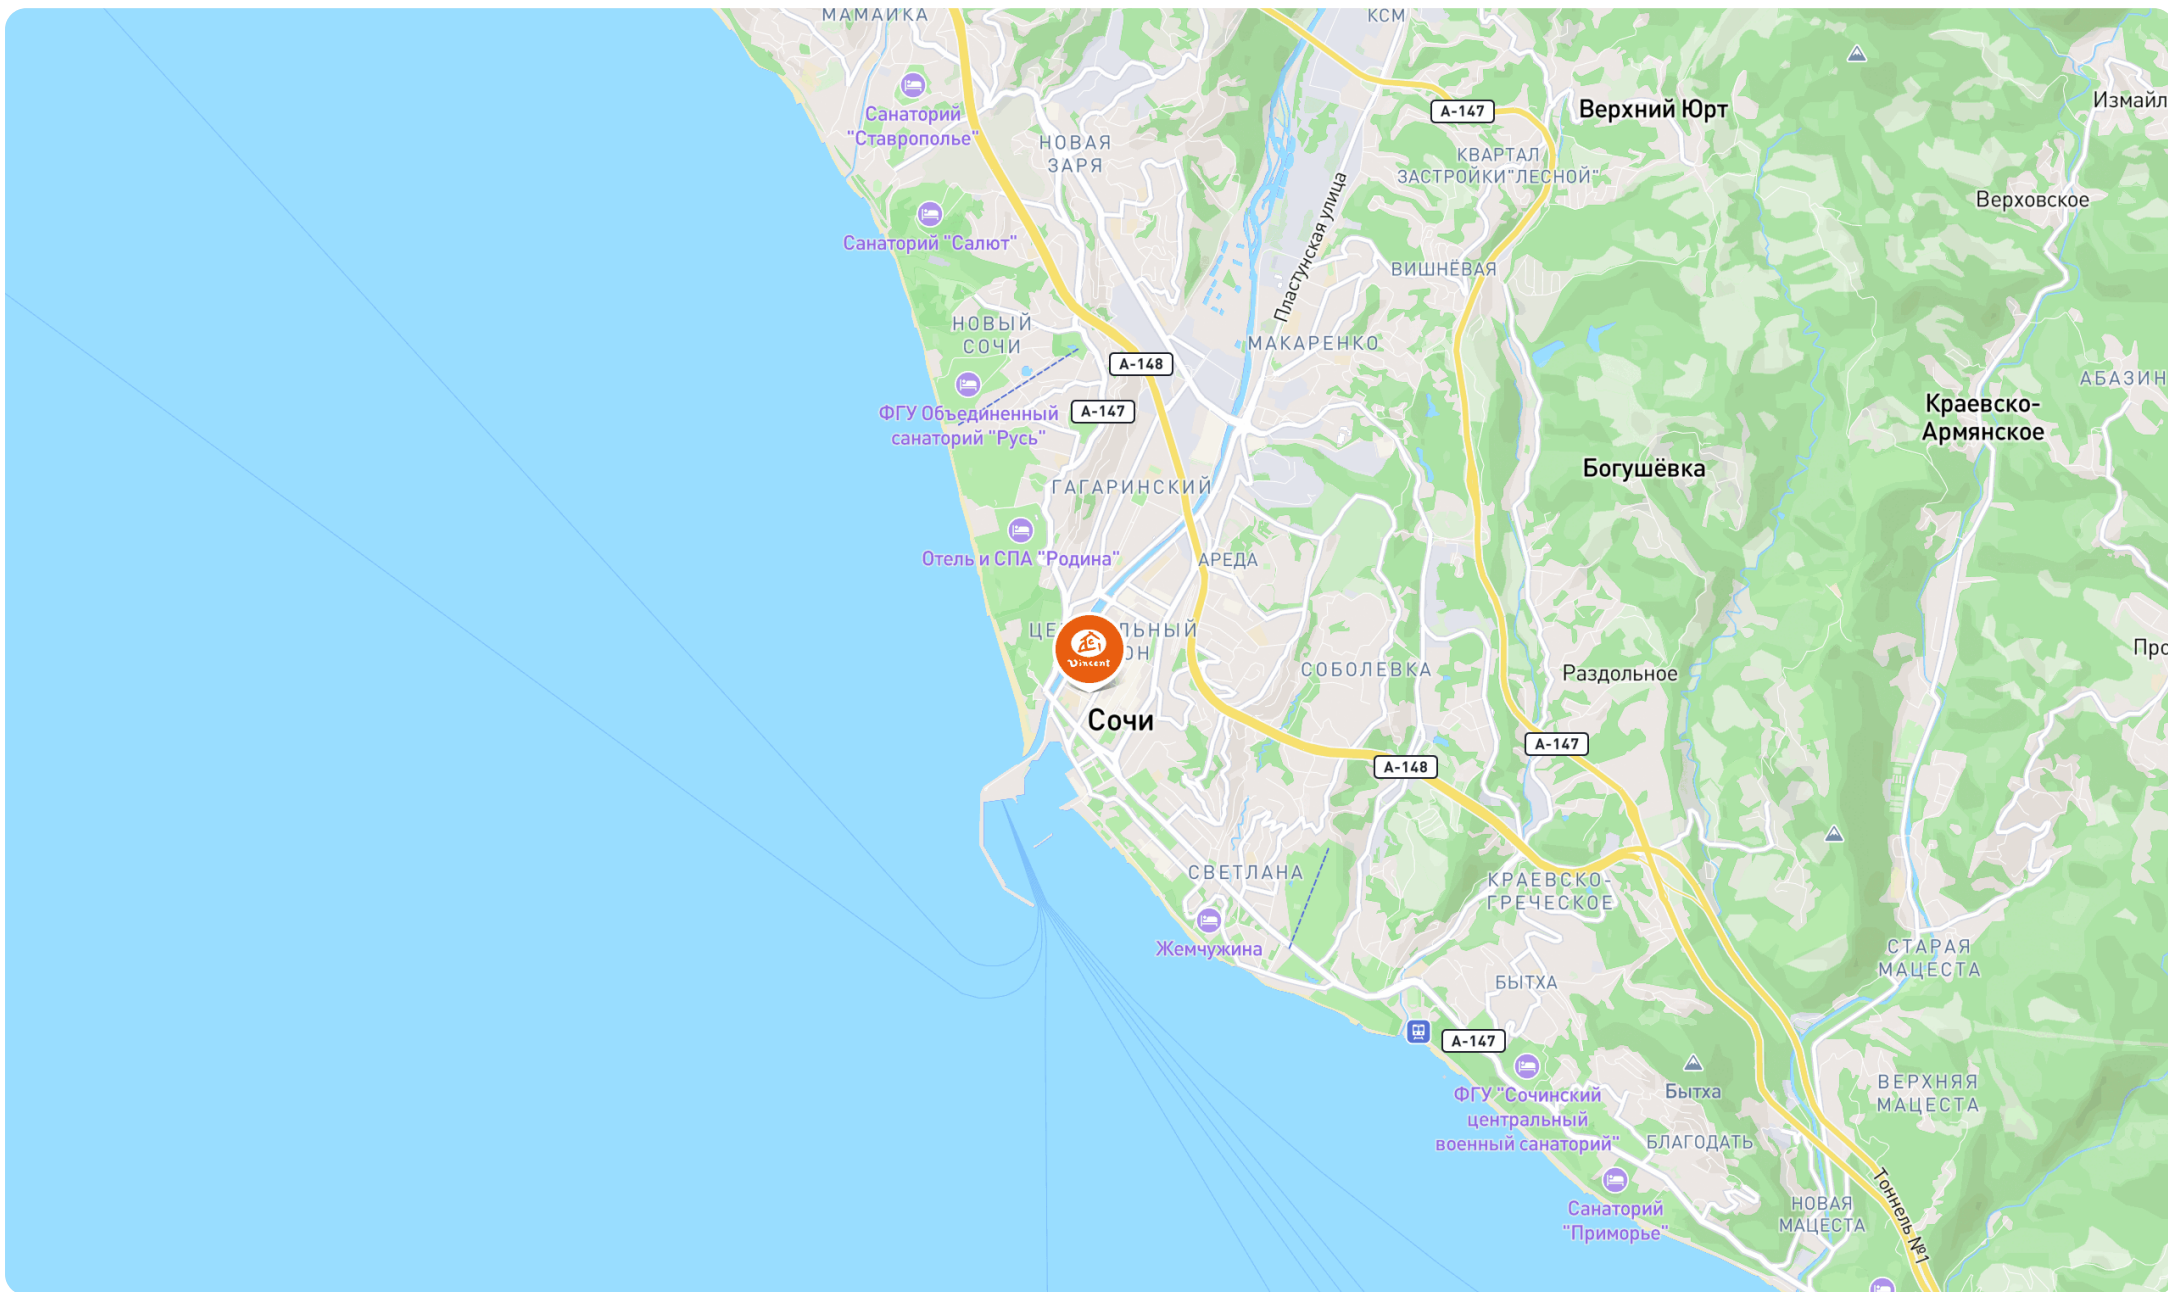 МАМАЙКА
КСМ
Санаторий
"Ставрополье"
А-147
Верхний Юрт
Измайл
НОВАЯ
ЗАРЯ
КВАРТАЛ
ЗАСТРОЙКИ"ЛЕСНОЙ"
Верховское
Пластунская улица
Санаторий "Салют"
ВИШНЁВАЯ
НОВЫЙ
СОЧИ
МАКАРЕНКО
А-148
АБАЗИН
А-147
ФГУ Объединенный
санаторий "Русь"
Краевско-
Армянское
Богушёвка
ГАГАРИНСКИЙ
Отель и СПА "Родина"
АРЕДА
ЦЕ
ЛЬНЫЙ
ОН
Vincent
Про
СОБОЛЕВКА
Раздольное
Сочи
А-147
А-148
СВЕТЛАНА
КРАЕВСКО-
ГРЕЧЕСКОЕ
Жемчужина
СТАРАЯ
МАЦЕСТА
БЫТХА
А-147
ФГУ "Сочинский
центральный
военный санаторий"
Бытха
ВЕРХНЯЯ
МАЦЕСТА
БЛАГОДАТЬ
Санаторий
"Приморье"
НОВАЯ
МАЦЕСТА
Тоннель №1